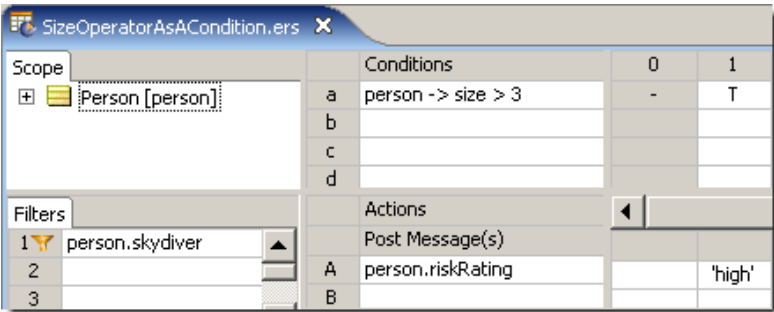 SizeOperatorAsACondition.ers
Scope
Person [person]
Conditions 0 1
a person -> size > 3 - T
b
c
d
Filters
1 person.skydiver
2
3
Actions
Post Message(s)
A person.riskRating 'high'
B